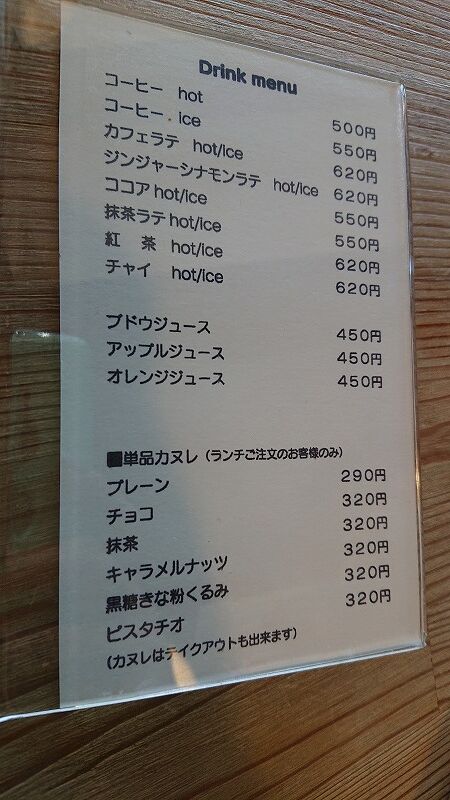 Drink menu
コーヒー hot 500円
コーヒー ice 550円
カフェラテ hot/ice 620円
ジンジャーシナモンラテ hot/ice 620円
ココア hot/ice 550円
抹茶ラテ hot/ice 550円
紅 茶 hot/ice 620円
チャイ hot/ice 620円
ブドウジュース 450円
アップルジュース 450円
オレンジジュース 450円
■単品カヌレ（ランチご注文のお客様のみ）
プレーン 290円
チョコ 320円
抹茶 320円
キャラメルナッツ 320円
黒糖きな粉くるみ 320円
ピスタチオ 320円
(カヌレはテイクアウトも出来ます)